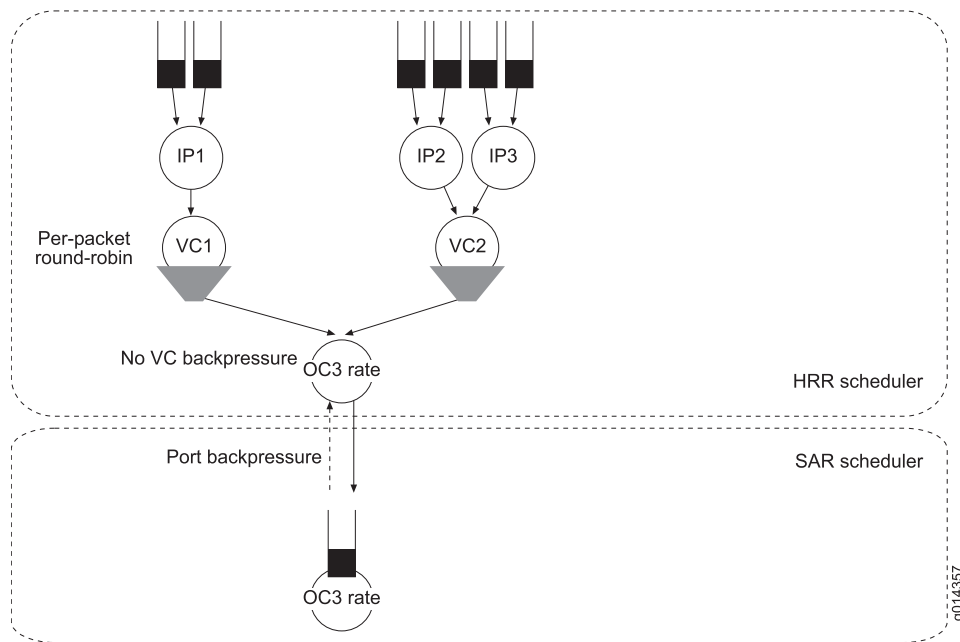 IP1
IP2
IP3
Per-packet
round-robin
VC1
VC2
No VC backpressure
OC3 rate
HRR scheduler
Port backpressure
SAR scheduler
OC3 rate
g014357